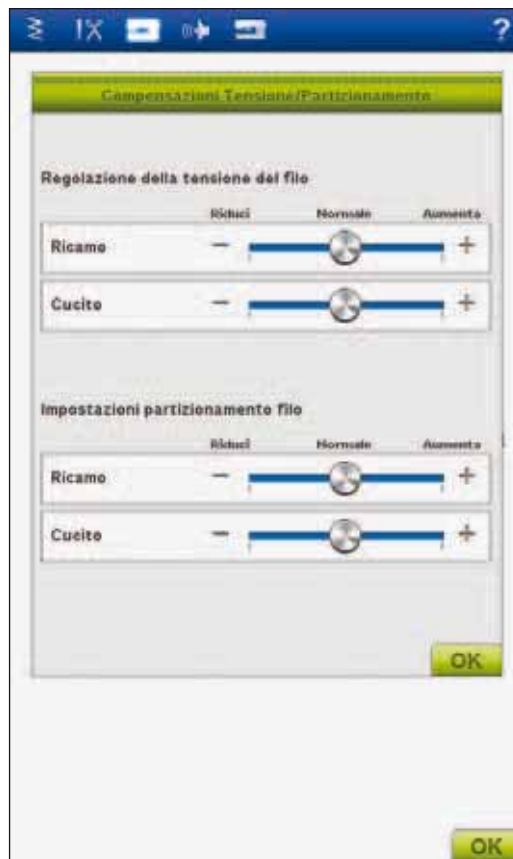 ?
Compensazioni Tensione/Partizionamento
Regolazione della tensione del filo
Riduci Normale Aumenta
Ricamo − +
Cucito − +
Impostazioni partizionamento filo
Riduci Normale Aumenta
Ricamo − +
Cucito − +
OK
OK